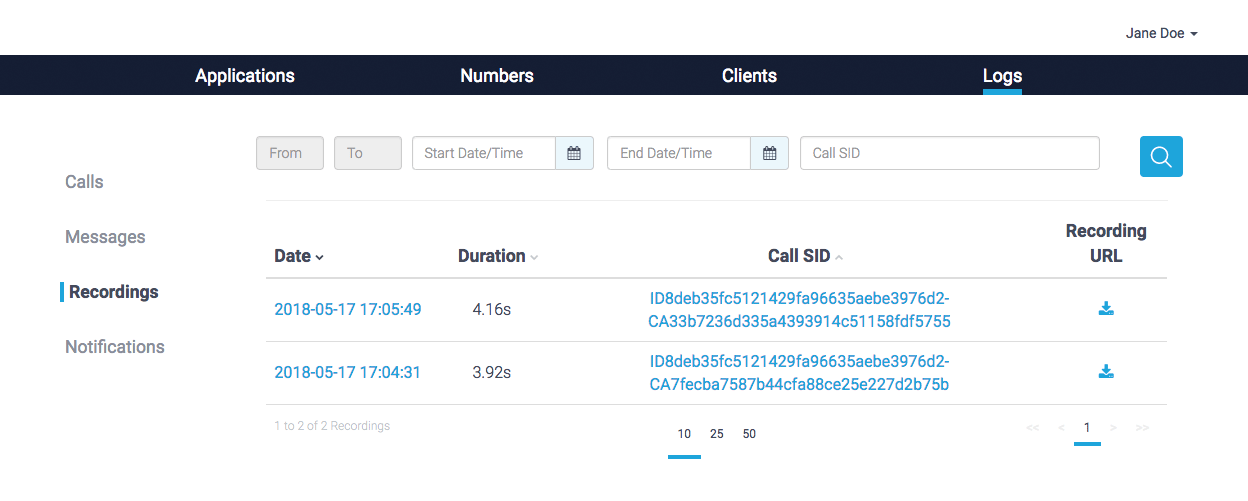 Jane Doe
Applications Numbers Clients Logs
From To Start Date/Time End Date/Time Call SID
Calls
Messages
Recordings
Notifications
Date Duration Call SID Recording URL
2018-05-17 17:05:49 4.16s ID8deb35fc5121429fa96635aebe3976d2-
CA33b7236d335a4393914c51158fdf5755
2018-05-17 17:04:31 3.92s ID8deb35fc5121429fa96635aebe3976d2-
CA7fecba7587b44cfa88ce25e227d2b75b
1 to 2 of 2 Recordings 10 25 50 << < 1 > >>